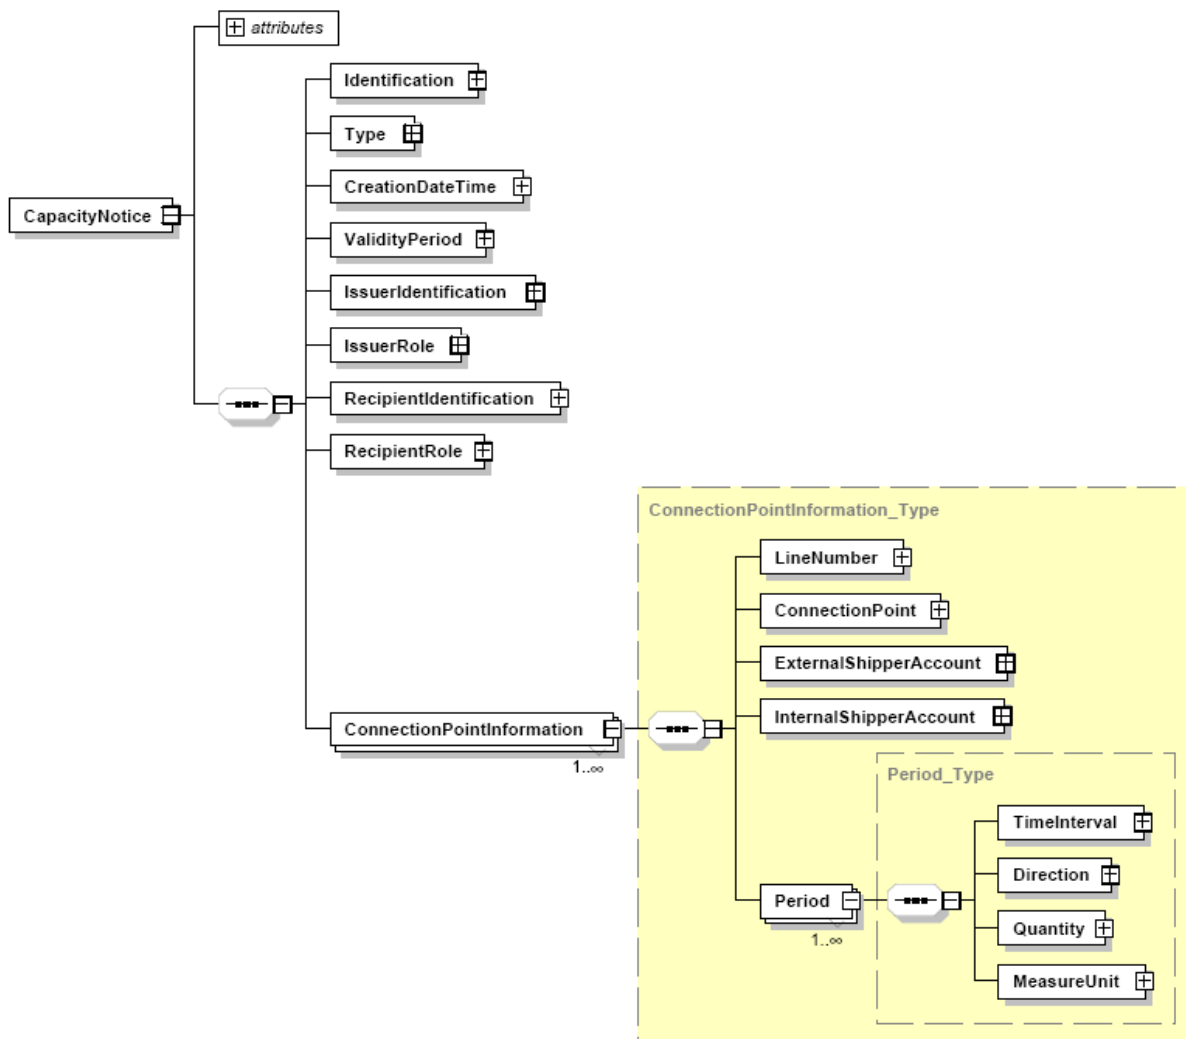 attributes
Identification
Type
CreationDateTime
CapacityNotice
ValidityPeriod
IssuerIdentification
IssuerRole
RecipientIdentification
RecipientRole
ConnectionPointInformation_Type
LineNumber
ConnectionPoint
ExternalShipperAccount
InternalShipperAccount
ConnectionPointInformation
1..∞
Period_Type
TimeInterval
Direction
Period
Quantity
1..∞
MeasureUnit